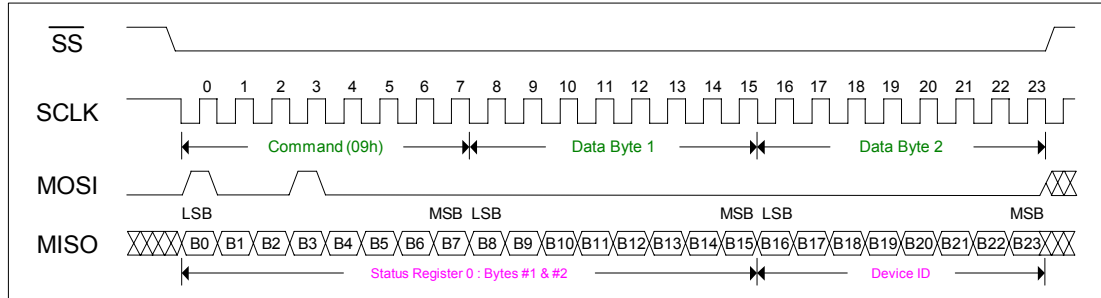 SS
0 1 2 3 4 5 6 7 8 9 10 11 12 13 14 15 16 17 18 19 20 21 22 23
SCLK
Command (09h) Data Byte 1 Data Byte 2
MOSI
LSB MSB LSB MSB LSB MSB
MISO B0 B1 B2 B3 B4 B5 B6 B7 B8 B9 B10 B11 B12 B13 B14 B15 B16 B17 B18 B19 B20 B21 B22 B23
Status Register 0 : Bytes #1 & #2 Device ID